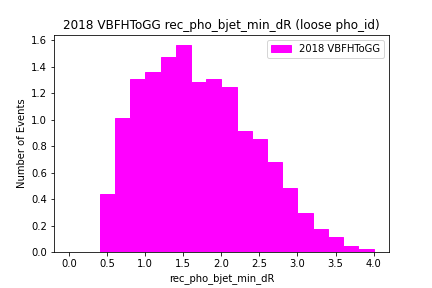 2018 VBFHToGG rec_pho_bjet_min_dR (loose pho_id)
2018 VBFHToGG
Number of Events
1.6
1.4
1.2
1.0
0.8
0.6
0.4
0.2
0.0
0.0 0.5 1.0 1.5 2.0 2.5 3.0 3.5 4.0
rec_pho_bjet_min_dR